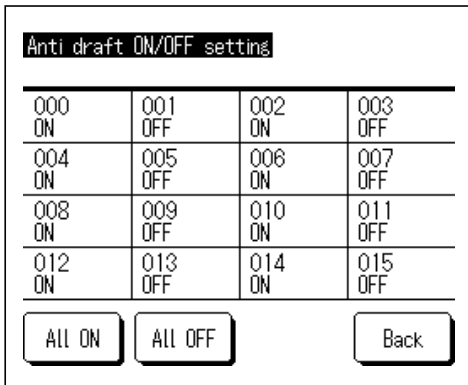 Anti draft ON/OFF setting
000 001 002 003
ON OFF ON OFF
004 005 006 007
ON OFF ON OFF
008 009 010 011
ON OFF ON OFF
012 013 014 015
ON OFF ON OFF
All ON All OFF Back